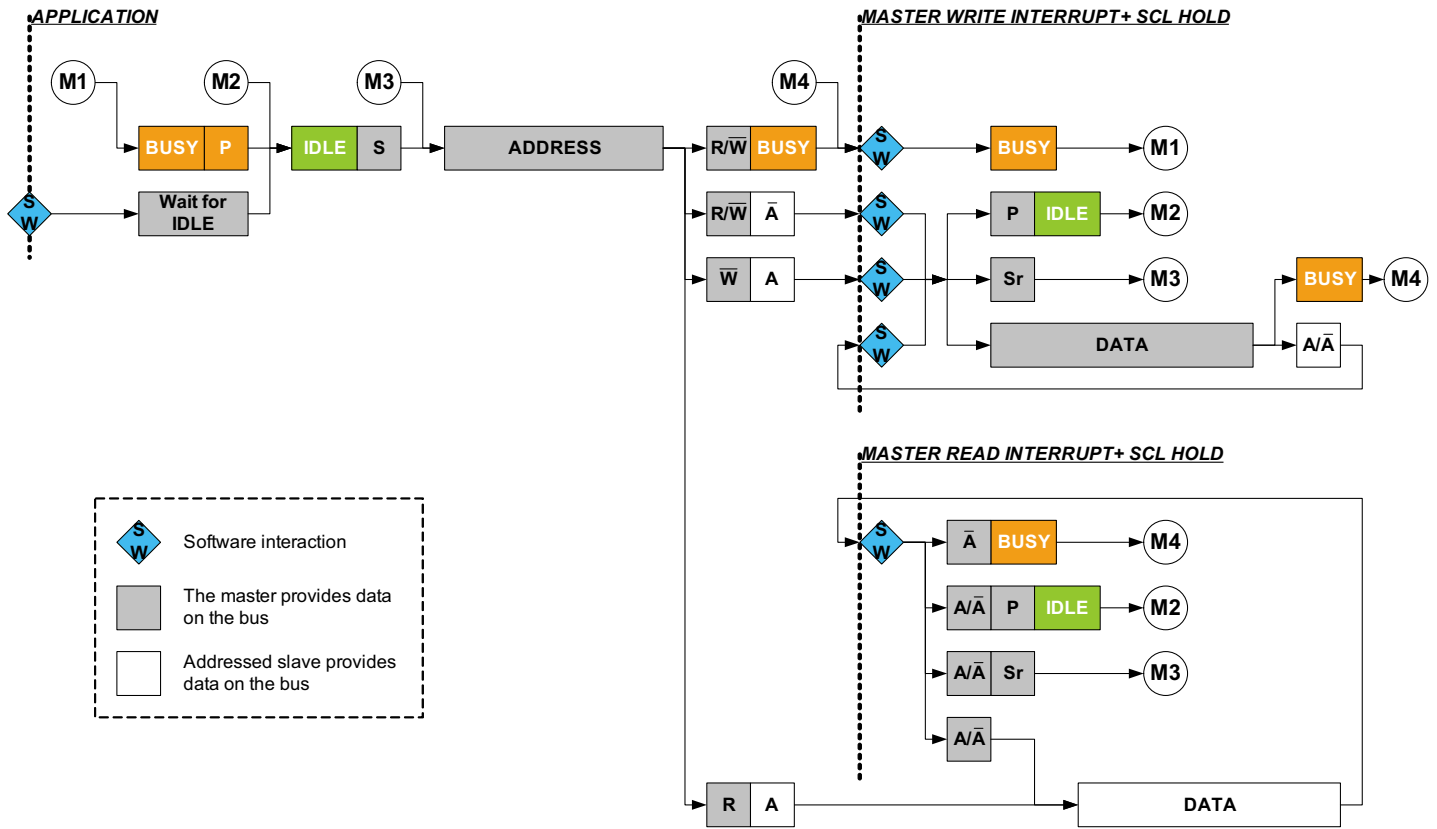 APPLICATION
MASTER WRITE INTERRUPT + SCL HOLD
M1
M2
M3
M4
BUSY P
IDLE S
ADDRESS
R/W̅ BUSY
S
W
BUSY
M1
S
W
Wait for
IDLE
R/W̅ A̅
S
W
P IDLE
M2
W̅ A
S
W
Sr
M3
BUSY
M4
S
W
DATA
A/A̅
MASTER READ INTERRUPT + SCL HOLD
S
W
Software interaction
S
W
A̅ BUSY
M4
The master provides data
on the bus
A/A̅ P IDLE
M2
Addressed slave provides
data on the bus
A/A̅ Sr
M3
A/A̅
R A
DATA